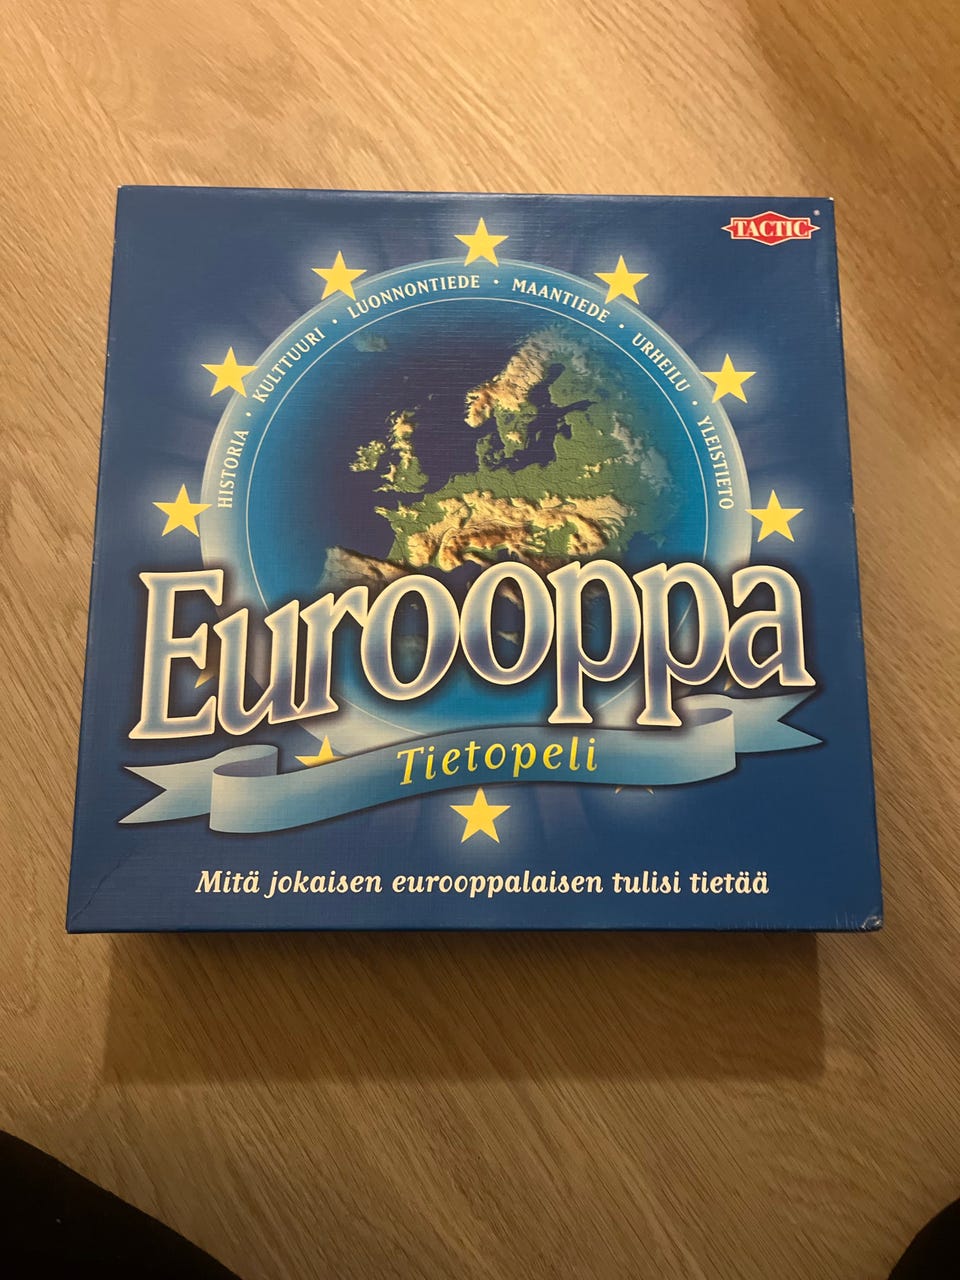 TACTIC®
HISTORIA • KULTTUURI • LUONNONTIEDE • MAANTIEDE • URHEILU • YLEISTIETO
Eurooppa
Tietopeli
Mitä jokaisen eurooppalaisen tulisi tietää